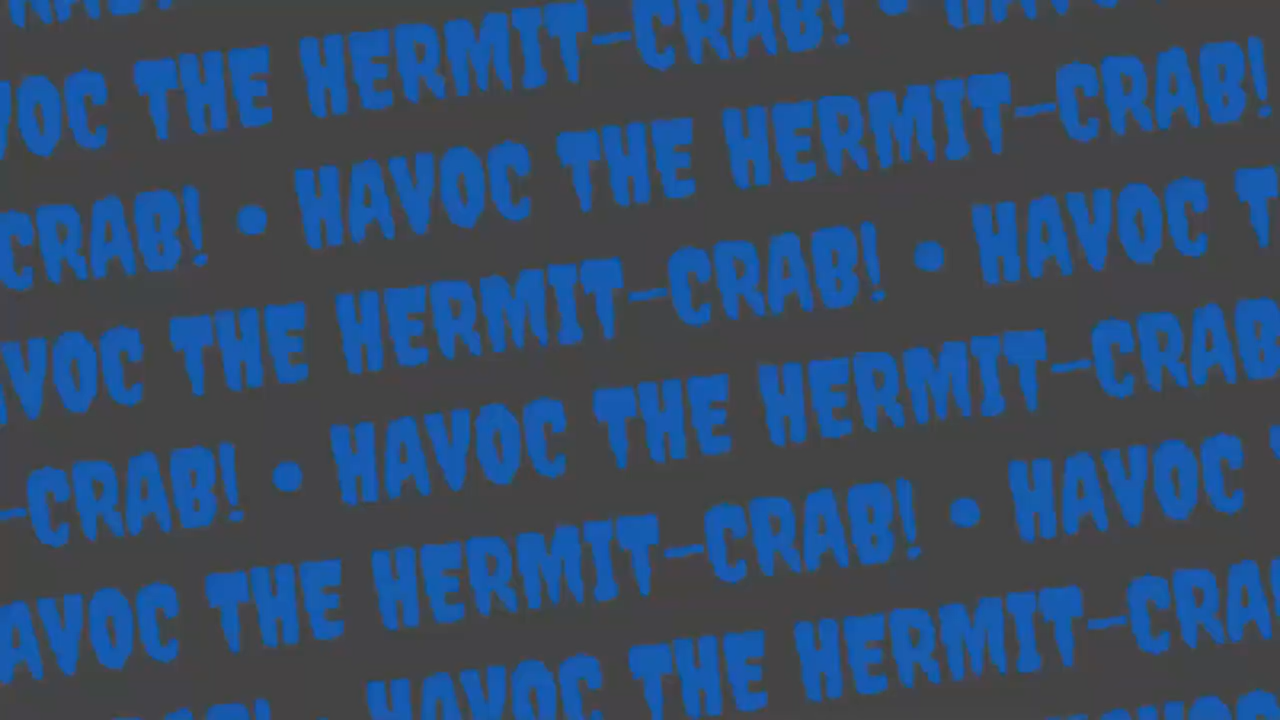 VOC THE HERMIT-CRAB! •
CRAB! • HAVOC THE HERMIT-CRAB!
AVOC THE HERMIT-CRAB! • HAVOC T
-CRAB! • HAVOC THE HERMIT-CRAB
AVOC THE HERMIT-CRAB! • HAVOC
HAVOC THE HERMIT-CRA